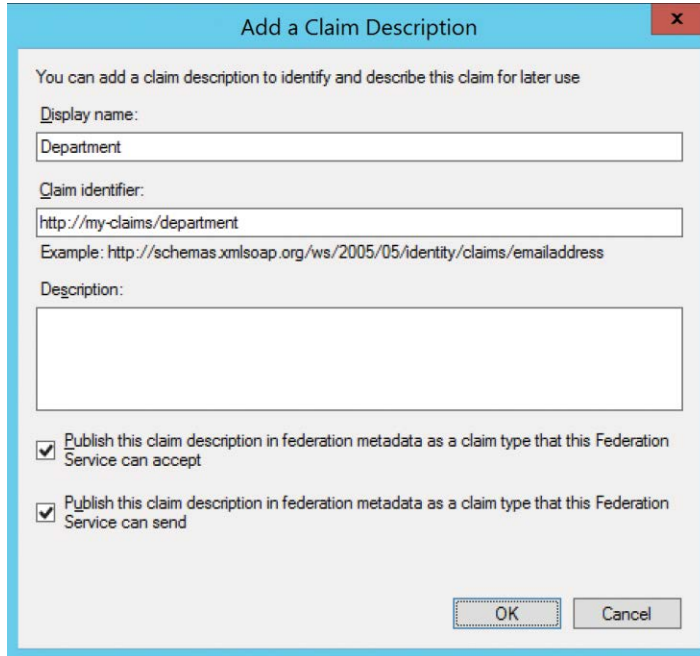 Add a Claim Description
x
You can add a claim description to identify and describe this claim for later use
Display name:
Department
Claim identifier:
http://my-claims/department
Example: http://schemas.xmlsoap.org/ws/2005/05/identity/claims/emailaddress
Description:
Publish this claim description in federation metadata as a claim type that this Federation
Service can accept
Publish this claim description in federation metadata as a claim type that this Federation
Service can send
OK Cancel